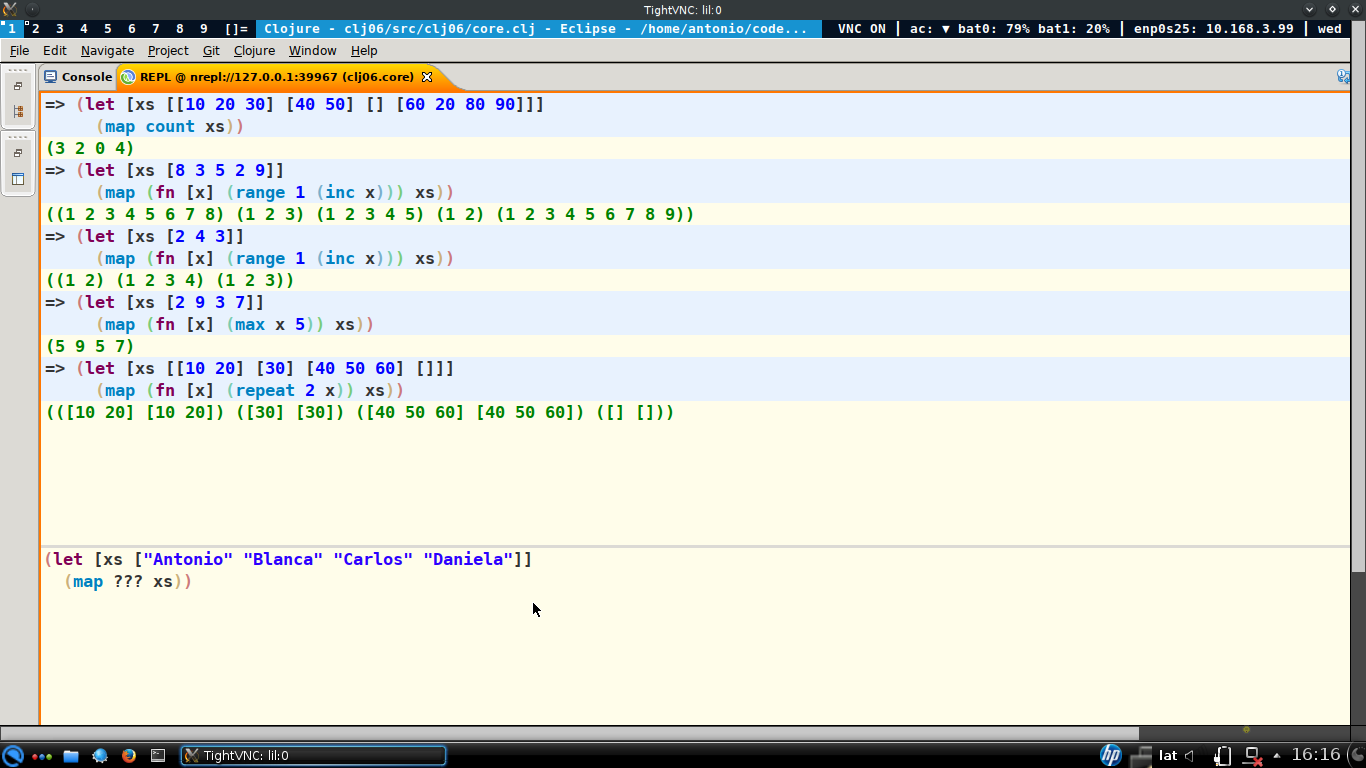 TightVNC: lil:0
1 2 3 4 5 6 7 8 9 []= Clojure - clj06/src/clj06/core.clj - Eclipse - /home/antonio/code... VNC ON | ac: ▼ bat0: 79% bat1: 20% | enp0s25: 10.168.3.99 | wed
File Edit Navigate Project Git Clojure Window Help
Console REPL @ nrepl://127.0.0.1:39967 (clj06.core)
=> (let [xs [[10 20 30] [40 50] [] [60 20 80 90]]]
(map count xs))
(3 2 0 4)
=> (let [xs [8 3 5 2 9]]
(map (fn [x] (range 1 (inc x))) xs))
((1 2 3 4 5 6 7 8) (1 2 3) (1 2 3 4 5) (1 2) (1 2 3 4 5 6 7 8 9))
=> (let [xs [2 4 3]]
(map (fn [x] (range 1 (inc x))) xs))
((1 2) (1 2 3 4) (1 2 3))
=> (let [xs [2 9 3 7]]
(map (fn [x] (max x 5)) xs))
(5 9 5 7)
=> (let [xs [[10 20] [30] [40 50 60] []]]
(map (fn [x] (repeat 2 x)) xs))
(([10 20] [10 20]) ([30] [30]) ([40 50 60] [40 50 60]) ([] []))
(let [xs ["Antonio" "Blanca" "Carlos" "Daniela"]]
(map ??? xs))
TightVNC: lil:0 hp lat 16:16